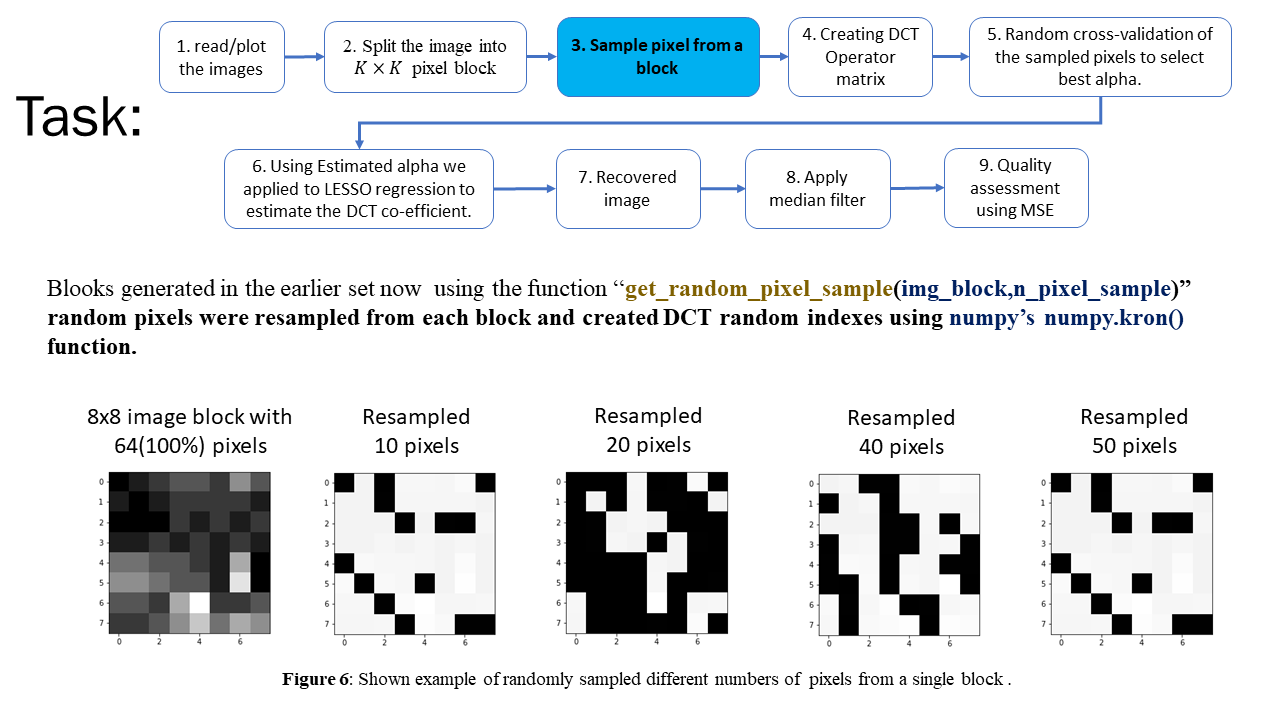 Task:
1. read/plot
the images
2. Split the image into
K × K pixel block
3. Sample pixel from a
block
4. Creating DCT
Operator
matrix
5. Random cross-validation of
the sampled pixels to select
best alpha.
6. Using Estimated alpha we
applied to LESSO regression to
estimate the DCT co-efficient.
7. Recovered
image
8. Apply
median filter
9. Quality
assessment
using MSE
Blooks generated in the earlier set now using the function “get_random_pixel_sample(img_block,n_pixel_sample)”
random pixels were resampled from each block and created DCT random indexes using numpy’s numpy.kron()
function.
8x8 image block with
64(100%) pixels
0
1
2
3
4
5
6
7
0 2 4 6
Resampled
10 pixels
0
1
2
3
4
5
6
7
0 2 4 6
Resampled
20 pixels
0
1
2
3
4
5
6
7
0 2 4 6
Resampled
40 pixels
0
1
2
3
4
5
6
7
0 2 4 6
Resampled
50 pixels
0
1
2
3
4
5
6
7
0 2 4 6
Figure 6: Shown example of randomly sampled different numbers of pixels from a single block .